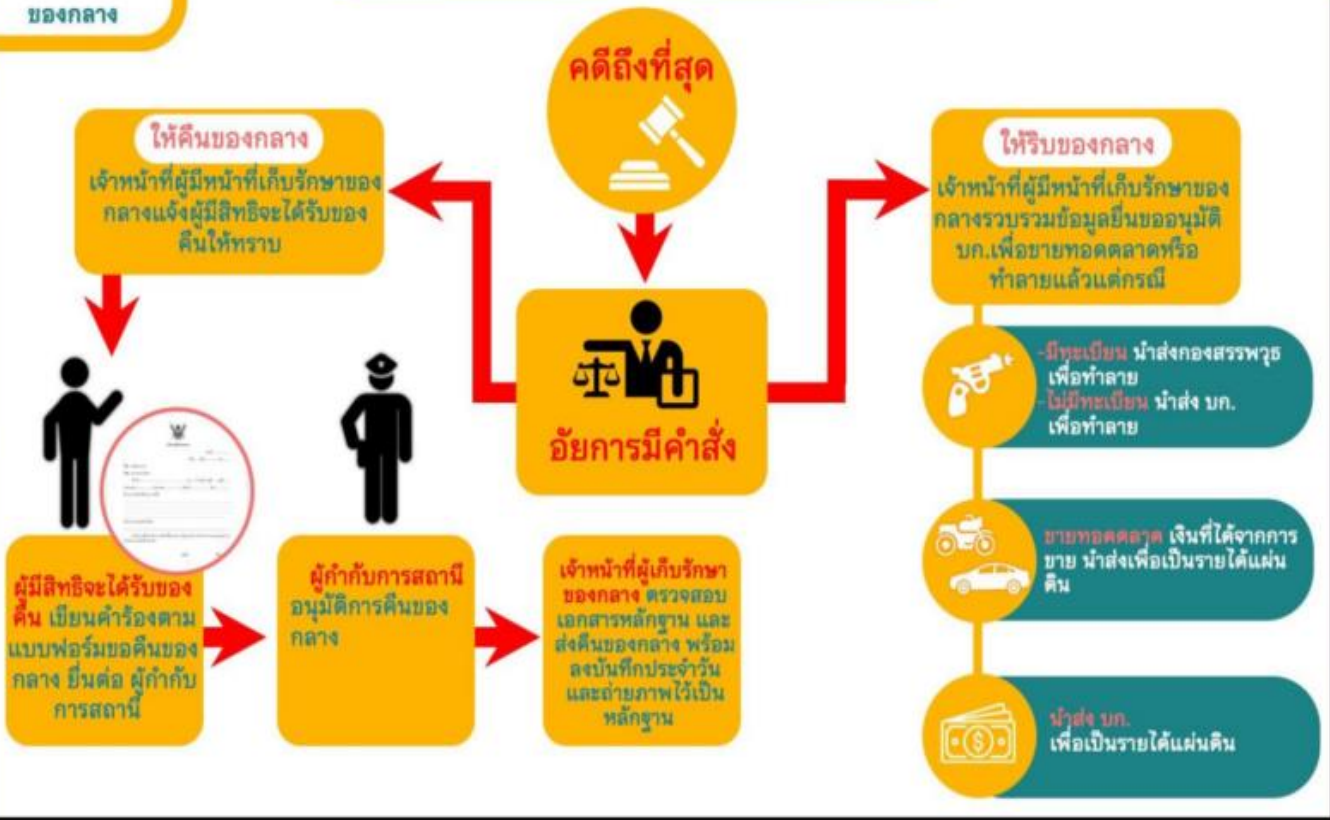 ของกลาง
คดีถึงที่สุด
ให้คืนของกลาง
เจ้าหน้าที่ผู้มีหน้าที่เก็บรักษาของ
กลางแจ้งผู้มีสิทธิจะได้รับของ
คืนให้ทราบ
ให้ริบของกลาง
เจ้าหน้าที่ผู้มีหน้าที่เก็บรักษาของ
กลางรวบรวมข้อมูลยื่นขออนุมัติ
บก.เพื่อขายทอดตลาดหรือ
ทำลายแล้วแต่กรณี
อัยการมีคำสั่ง
-มีทะเบียน นำส่งกองสรรพวุธ
เพื่อทำลาย
-ไม่มีทะเบียน นำส่ง บก.
เพื่อทำลาย
ขายทอดตลาด เงินที่ได้จากการ
ขาย นำส่งเพื่อเป็นรายได้แผ่น
ดิน
นำส่ง บก.
เพื่อเป็นรายได้แผ่นดิน
ผู้มีสิทธิจะได้รับของ
คืน เขียนคำร้องตาม
แบบฟอร์มขอคืนของ
กลาง ยื่นต่อ ผู้กำกับ
การสถานี
ผู้กำกับการสถานี
อนุมัติการคืนของ
กลาง
เจ้าหน้าที่ผู้เก็บรักษา
ของกลาง ตรวจสอบ
เอกสารหลักฐาน และ
ส่งคืนของกลาง พร้อม
ลงบันทึกประจำวัน
และถ่ายภาพไว้เป็น
หลักฐาน